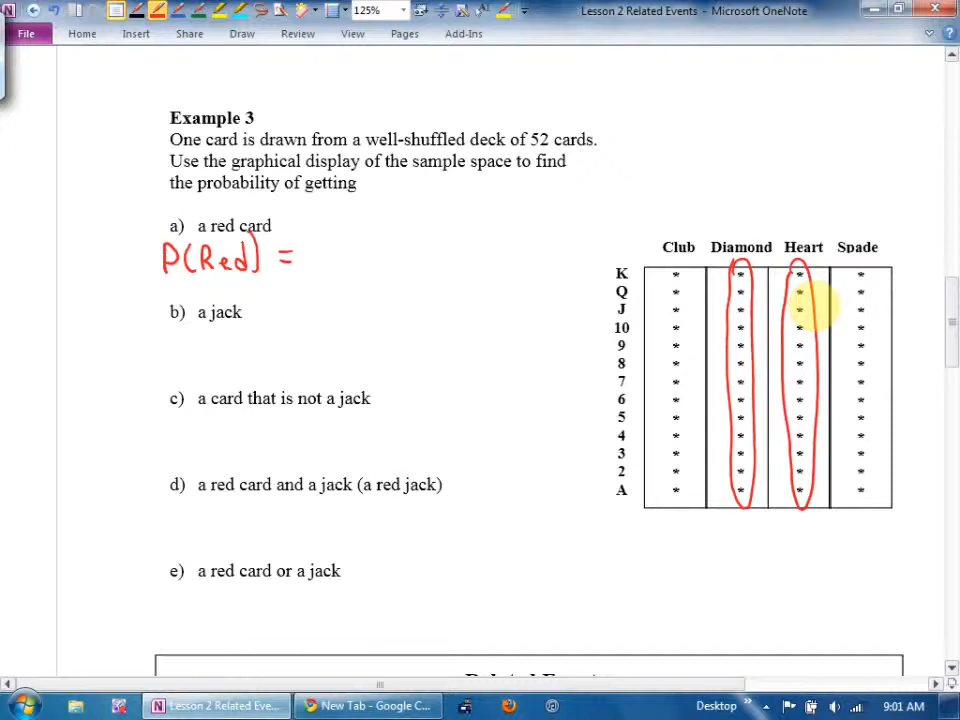 125%
Lesson 2 Related Events - Microsoft OneNote
File Home Insert Share Draw Review View Pages Add-Ins
Example 3
One card is drawn from a well-shuffled deck of 52 cards.
Use the graphical display of the sample space to find
the probability of getting
a) a red card
P(Red) =
b) a jack
c) a card that is not a jack
d) a red card and a jack (a red jack)
e) a red card or a jack
Club Diamond Heart Spade
K * * * *
Q * * * *
J * * * *
10 * * * *
9 * * * *
8 * * * *
7 * * * *
6 * * * *
5 * * * *
4 * * * *
3 * * * *
2 * * * *
A * * * *
Related Events
Lesson 2 Related Eve... New Tab - Google C... Desktop 9:01 AM